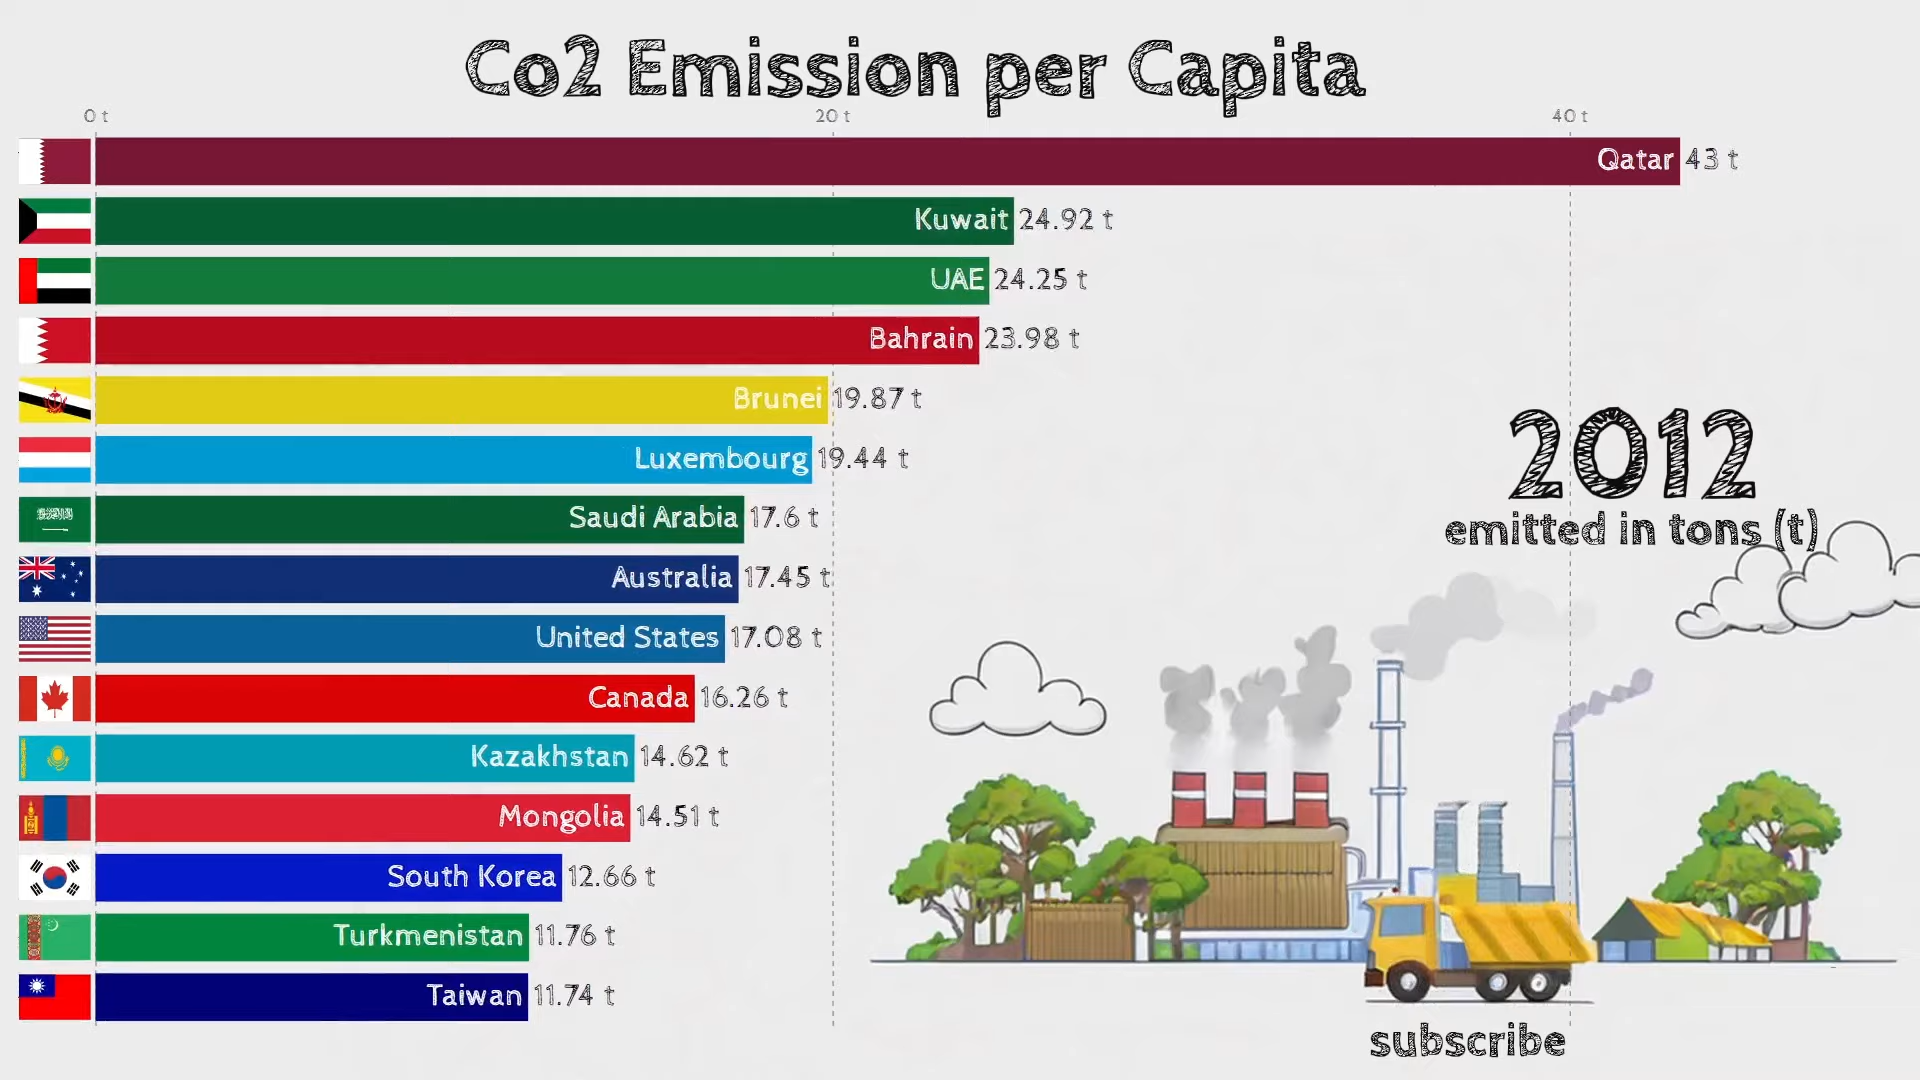 Co2 Emission per Capita
0 t 20 t 40 t
Qatar 43 t
Kuwait 24.92 t
UAE 24.25 t
Bahrain 23.98 t
Brunei 19.87 t
Luxembourg 19.44 t
Saudi Arabia 17.6 t
Australia 17.45 t
United States 17.08 t
Canada 16.26 t
Kazakhstan 14.62 t
Mongolia 14.51 t
South Korea 12.66 t
Turkmenistan 11.76 t
Taiwan 11.74 t
2012
emitted in tons (t)
subscribe